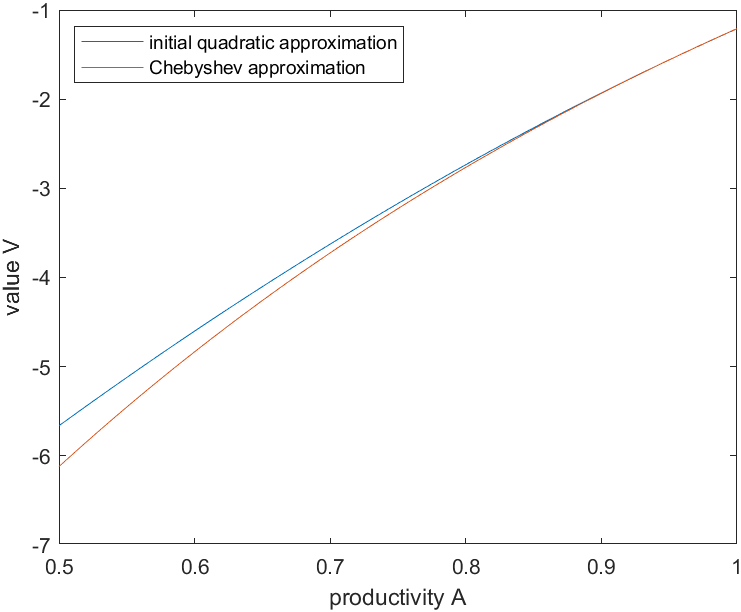 initial quadratic approximation
Chebyshev approximation
-1
-2
-3
-4
-5
-6
-7
value V
0.5 0.6 0.7 0.8 0.9 1
productivity A